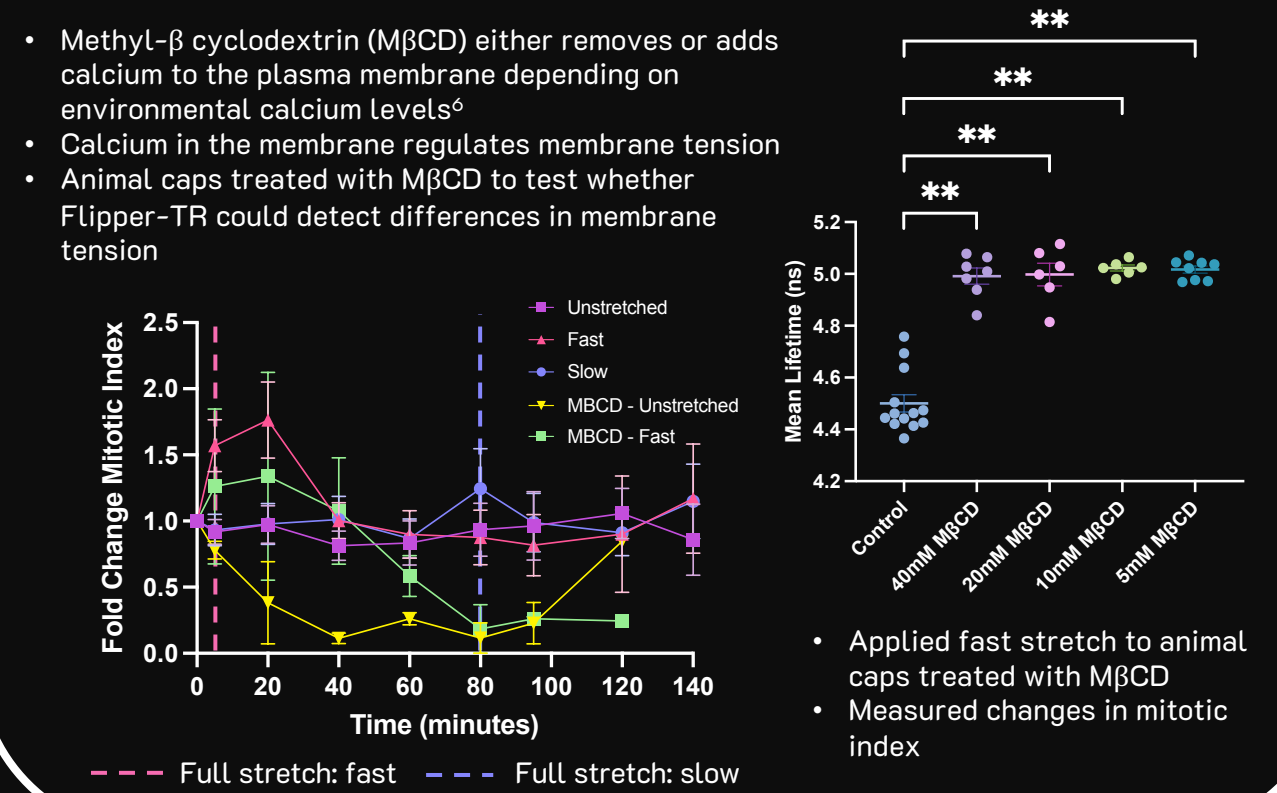 • Methyl-β cyclodextrin (MβCD) either removes or adds
calcium to the plasma membrane depending on
environmental calcium levels⁶
• Calcium in the membrane regulates membrane tension
• Animal caps treated with MβCD to test whether
Flipper-TR could detect differences in membrane
tension
Fold Change Mitotic Index
2.5
2.0
1.5
1.0
0.5
0.0
0 20 40 60 80 100 120 140
Time (minutes)
Unstretched
Fast
Slow
MBCD - Unstretched
MBCD - Fast
Full stretch: fast
Full stretch: slow
**
**
**
**
Mean Lifetime (ns)
5.2
5.0
4.8
4.6
4.4
4.2
Control
40mM MβCD
20mM MβCD
10mM MβCD
5mM MβCD
• Applied fast stretch to animal
caps treated with MβCD
• Measured changes in mitotic
index